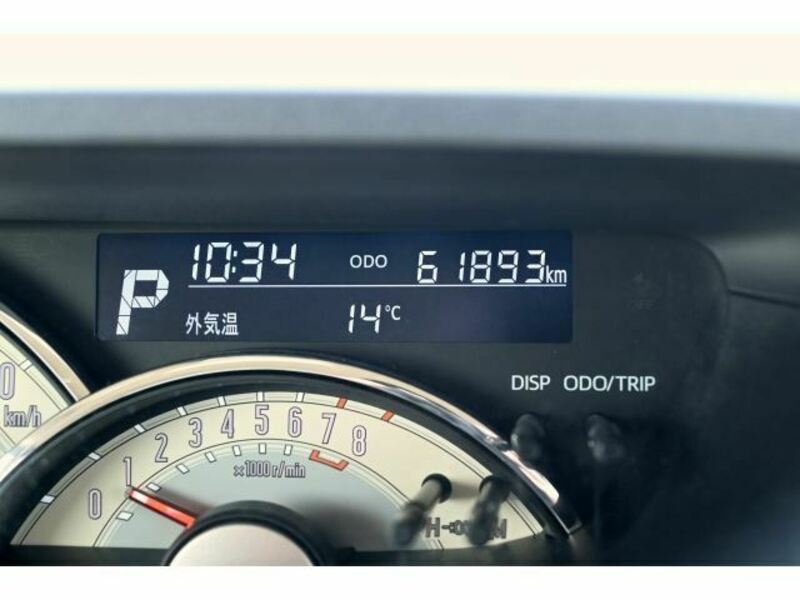 10:34 ODO 61893km
P
外気温 14°C
DISP ODO/TRIP
0
km/h
0 1 2 3 4 5 6 7 8
×1000r/min
H
M